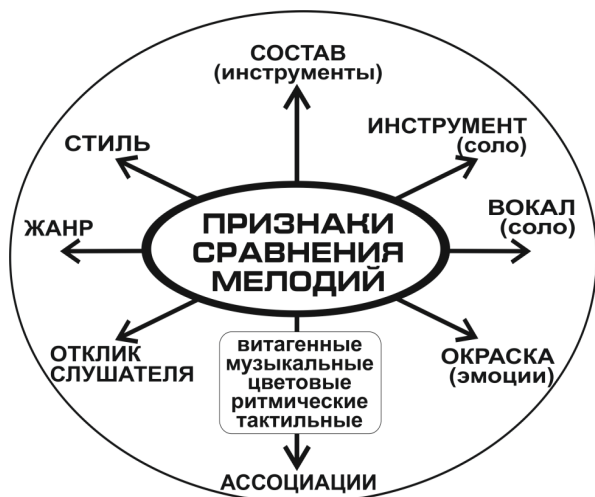 СОСТАВ
(инструменты)
СТИЛЬ
ИНСТРУМЕНТ
(соло)
ЖАНР
ПРИЗНАКИ
СРАВНЕНИЯ
МЕЛОДИЙ
ВОКАЛ
(соло)
ОТКЛИК
СЛУШАТЕЛЯ
витагенные
музыкальные
цветовые
ритмические
тактильные
ОКРАСКА
(эмоции)
АССОЦИАЦИИ